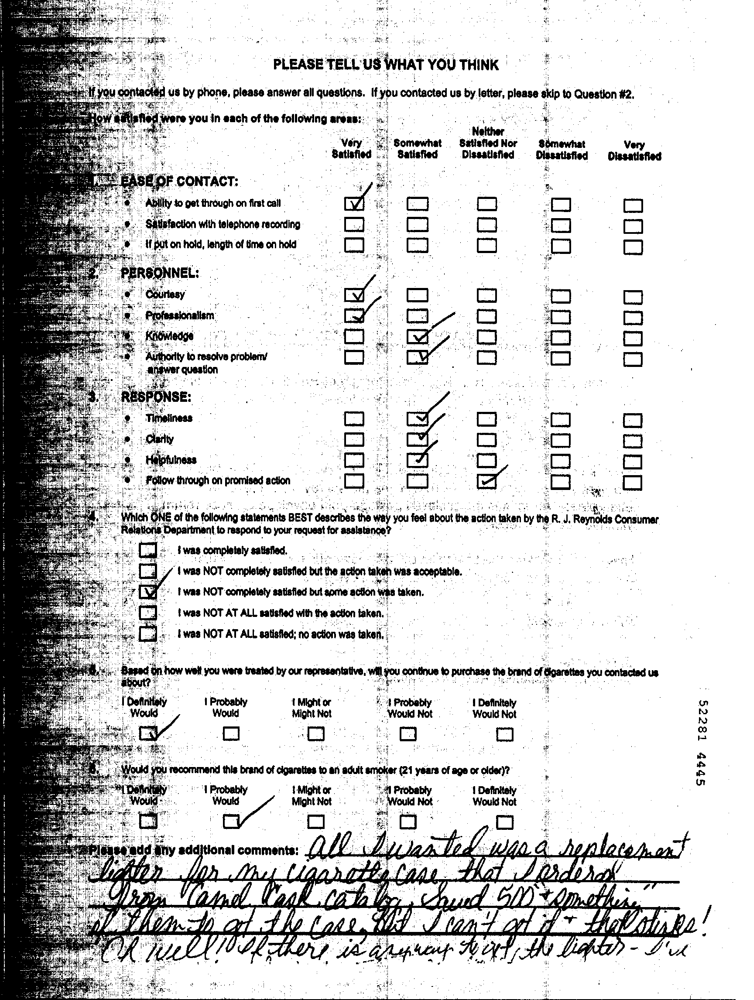 PLEASE TELL US WHAT YOU THINK
If you contacted us by phone, please answer all questions. If you contacted us by letter, please skip to Question #2.
How satisfied were you in each of the following areas:
Very Satisfied
Somewhat Satisfied
Neither Satisfied Nor Dissatisfied
Somewhat Dissatisfied
Very Dissatisfied
1. EASE OF CONTACT:
• Ability to get through on first call
• Satisfaction with telephone recording
• If put on hold, length of time on hold
2. PERSONNEL:
• Courtesy
• Professionalism
• Knowledge
• Authority to resolve problem/
answer question
3. RESPONSE:
• Timeliness
• Clarity
• Helpfulness
• Follow through on promised action
4. Which ONE of the following statements BEST describes the way you feel about the action taken by the R. J. Reynolds Consumer
Relations Department to respond to your request for assistance?
I was completely satisfied.
I was NOT completely satisfied but the action taken was acceptable.
I was NOT completely satisfied but some action was taken.
I was NOT AT ALL satisfied with the action taken.
I was NOT AT ALL satisfied; no action was taken.
5. Based on how well you were treated by our representative, will you continue to purchase the brand of cigarettes you contacted us
about?
I Definitely Would
I Probably Would
I Might or Might Not
I Probably Would Not
I Definitely Would Not
6. Would you recommend this brand of cigarettes to an adult smoker (21 years of age or older)?
I Definitely Would
I Probably Would
I Might or Might Not
I Probably Would Not
I Definitely Would Not
Please add any additional comments: All I wanted was a replacement
lighter for my cigarette case, that I ordered
from Camel Cash catalog. Saved 500 + "something"
of them to get the case, But I can't get it + that stinks!
"Oh well!" If there is anyway to get the lighter - I'll
52281 4445